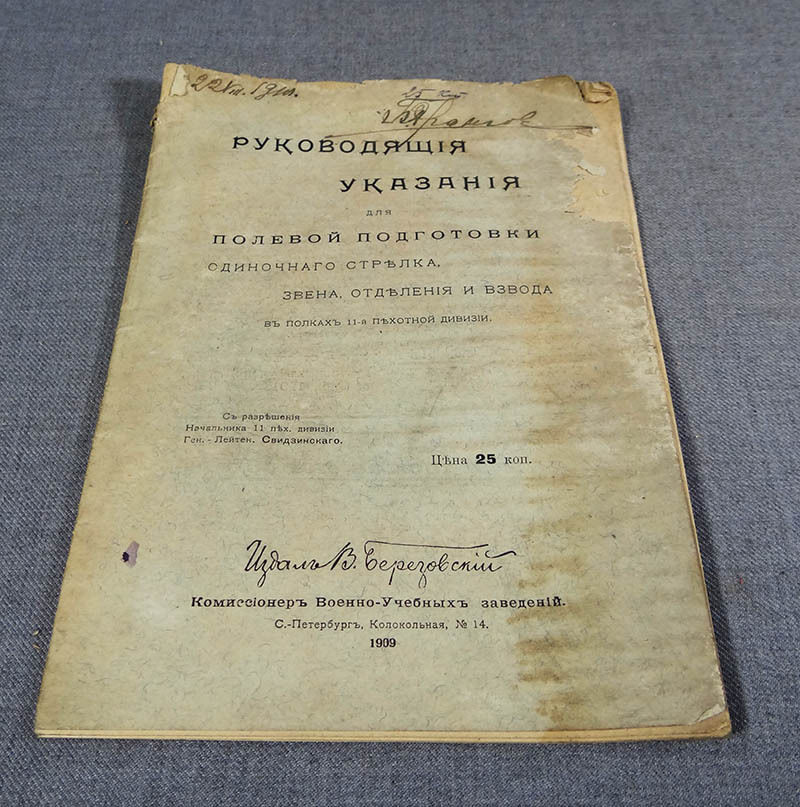 25 к.
РУКОВОДЯЩІЯ
УКАЗАНІЯ
ДЛЯ
ПОЛЕВОЙ ПОДГОТОВКИ
ОДИНОЧНАГО СТРѢЛКА,
ЗВЕНА, ОТДѢЛЕНІЯ И ВЗВОДА
ВЪ ПОЛКАХЪ 11-й ПѢХОТНОЙ ДИВИЗІИ.
Съ разрѣшенія
Начальника 11 пѣх. дивизіи
Ген.-Лейтен. Свидзинскаго.
Цѣна 25 коп.
Издалъ В. Березовскій
Комиссіонеръ Военно-Учебныхъ заведеній.
С.-Петербургъ, Колокольная, № 14.
1909